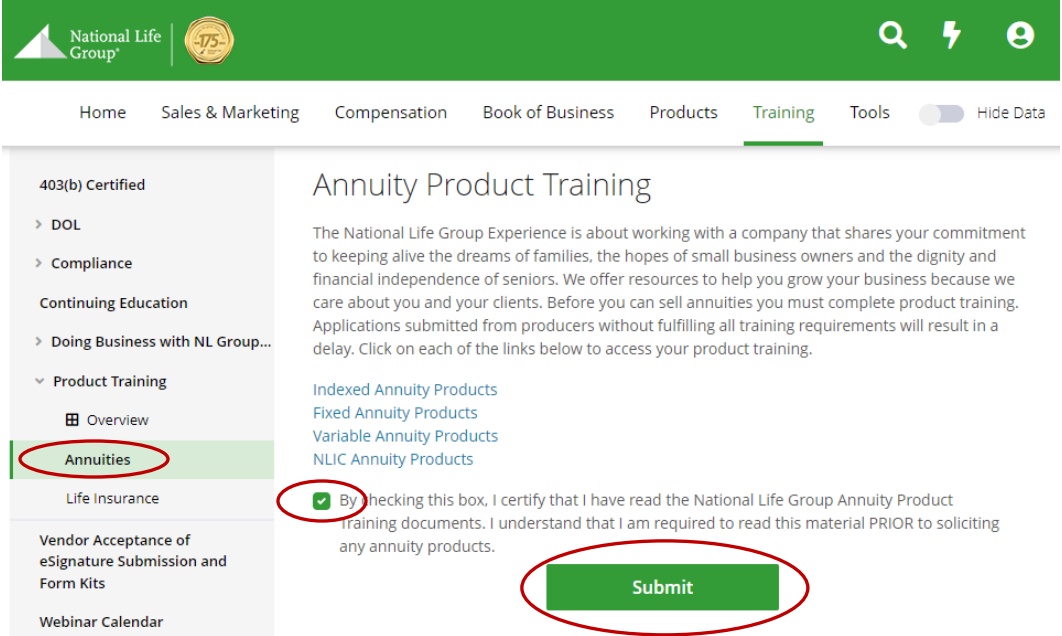 National Life
Group®
175
Home Sales & Marketing Compensation Book of Business Products Training Tools Hide Data
403(b) Certified
DOL
Compliance
Continuing Education
Doing Business with NL Group...
Product Training
Overview
Annuities
Life Insurance
Vendor Acceptance of
eSignature Submission and
Form Kits
Webinar Calendar
Annuity Product Training
The National Life Group Experience is about working with a company that shares your commitment
to keeping alive the dreams of families, the hopes of small business owners and the dignity and
financial independence of seniors. We offer resources to help you grow your business because we
care about you and your clients. Before you can sell annuities you must complete product training.
Applications submitted from producers without fulfilling all training requirements will result in a
delay. Click on each of the links below to access your product training.
Indexed Annuity Products
Fixed Annuity Products
Variable Annuity Products
NLIC Annuity Products
By checking this box, I certify that I have read the National Life Group Annuity Product
Training documents. I understand that I am required to read this material PRIOR to soliciting
any annuity products.
Submit